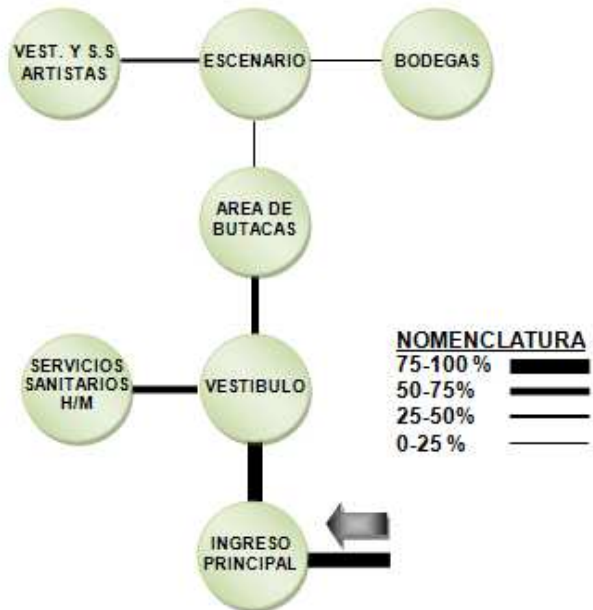 VEST. Y S.S
ARTISTAS
ESCENARIO
BODEGAS
AREA DE
BUTACAS
SERVICIOS
SANITARIOS
H/M
VESTIBULO
INGRESO
PRINCIPAL
NOMENCLATURA
75-100 %
50-75%
25-50%
0-25 %